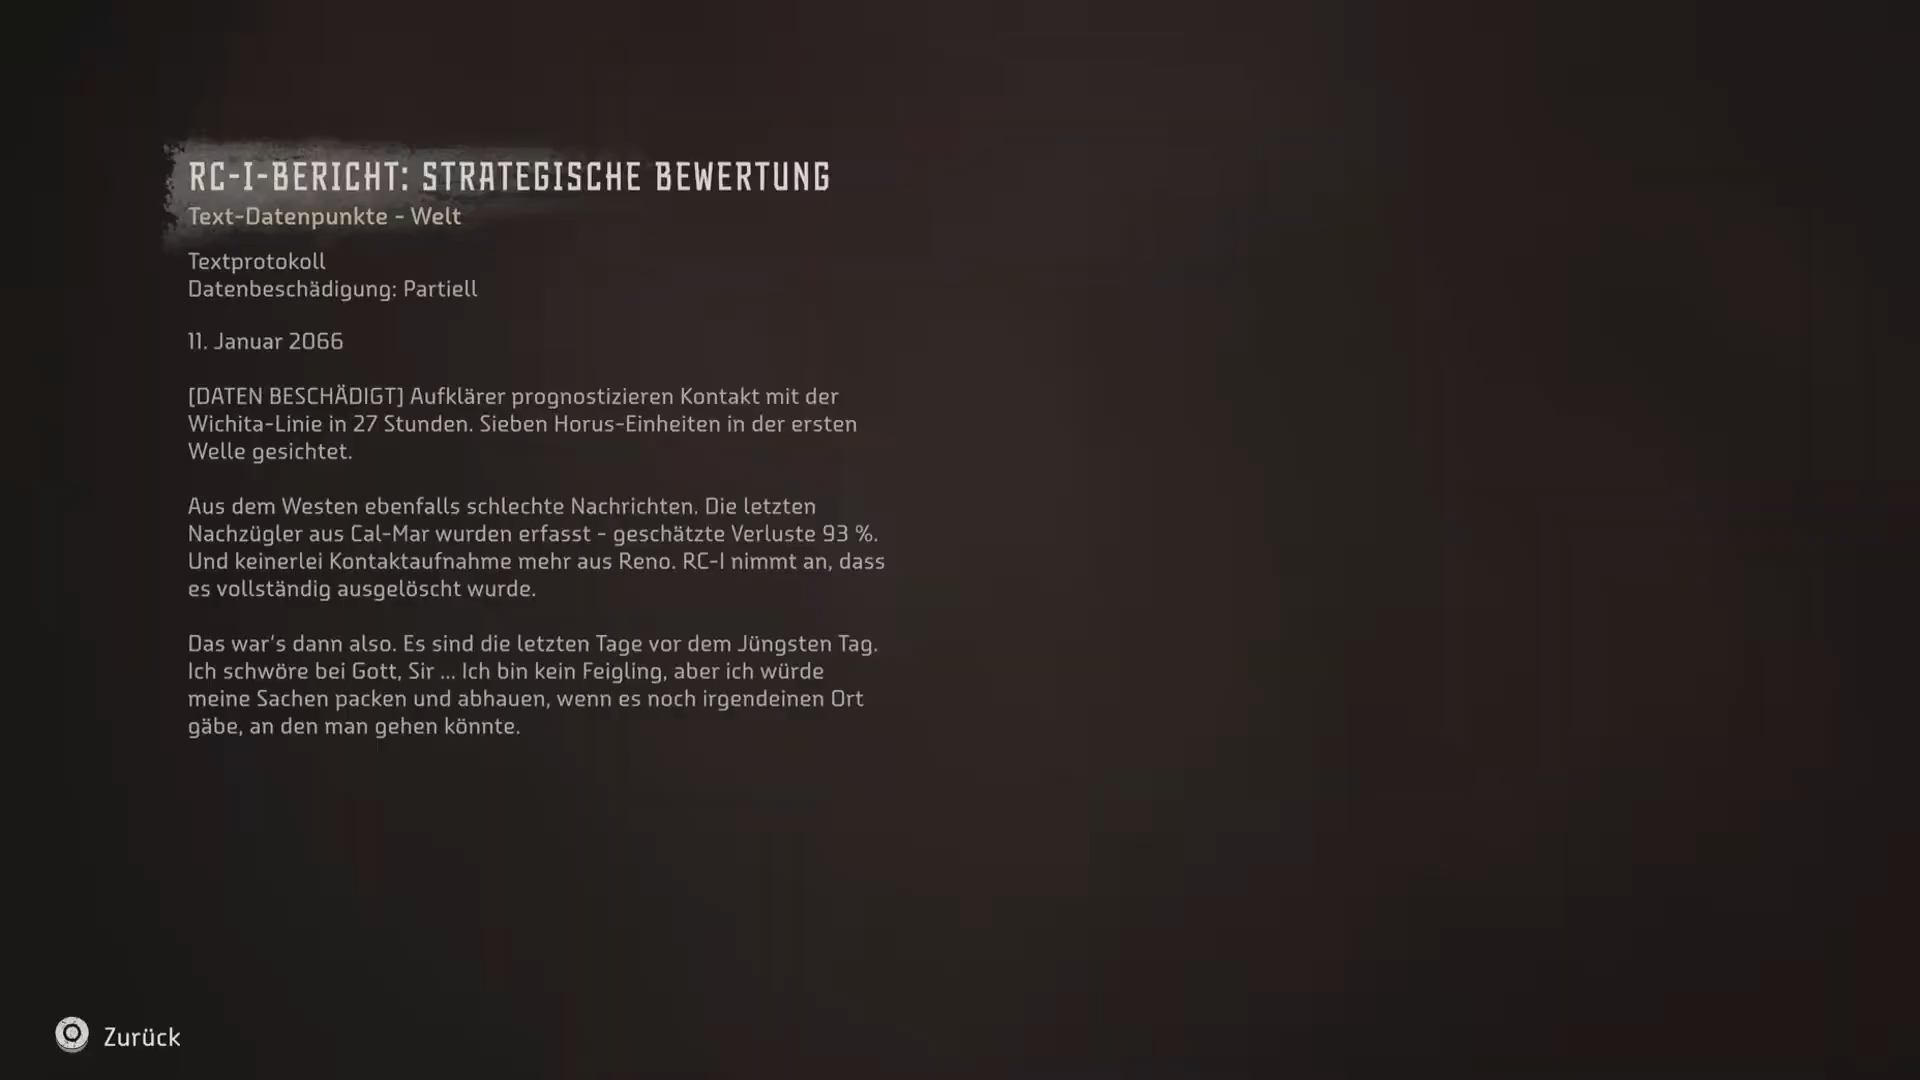 RC-I-BERICHT: STRATEGISCHE BEWERTUNG
Text-Datenpunkte - Welt
Textprotokoll
Datenbeschädigung: Partiell
11. Januar 2066
[DATEN BESCHÄDIGT] Aufklärer prognostizieren Kontakt mit der
Wichita-Linie in 27 Stunden. Sieben Horus-Einheiten in der ersten
Welle gesichtet.
Aus dem Westen ebenfalls schlechte Nachrichten. Die letzten
Nachzügler aus Cal-Mar wurden erfasst - geschätzte Verluste 93 %.
Und keinerlei Kontaktaufnahme mehr aus Reno. RC-I nimmt an, dass
es vollständig ausgelöscht wurde.
Das war's dann also. Es sind die letzten Tage vor dem Jüngsten Tag.
Ich schwöre bei Gott, Sir ... Ich bin kein Feigling, aber ich würde
meine Sachen packen und abhauen, wenn es noch irgendeinen Ort
gäbe, an den man gehen könnte.
Zurück